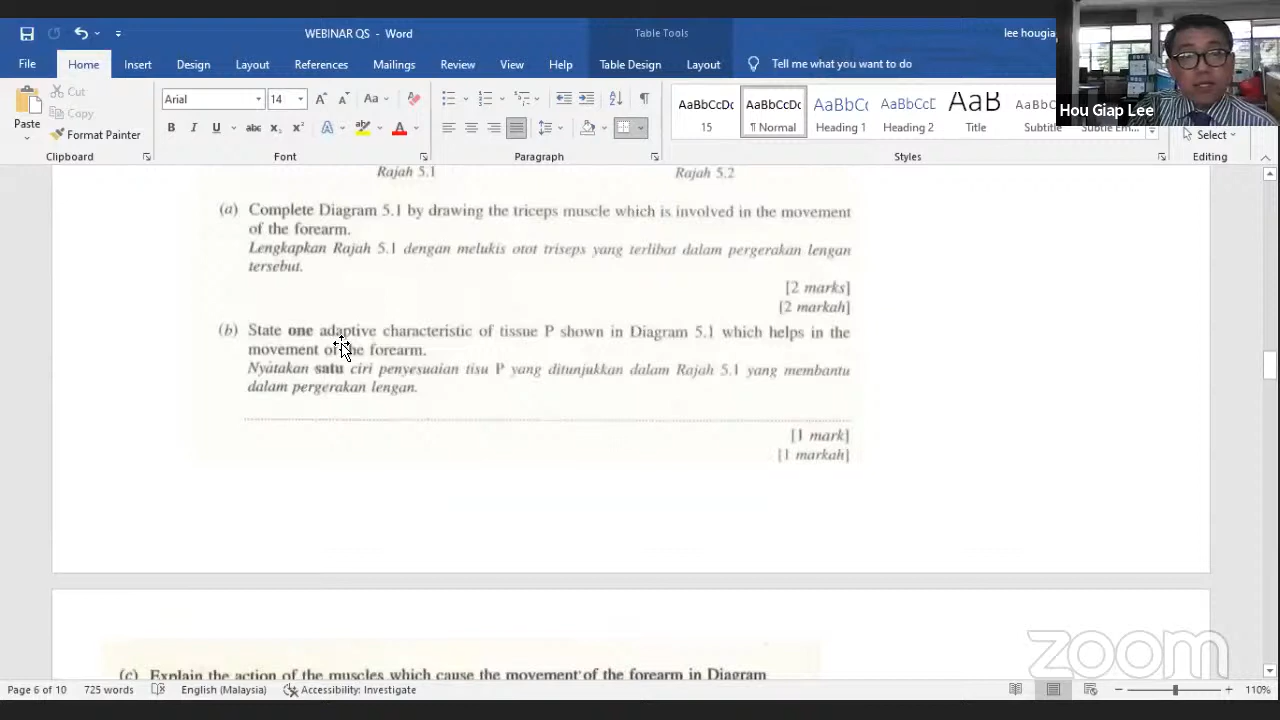 WEBINAR QS - Word
Table Tools
lee hougia
File
Home
Insert
Design
Layout
References
Mailings
Review
View
Help
Table Design
Layout
Tell me what you want to do
Cut
Copy
Format Painter
Paste
Clipboard
Arial
14
Font
Paragraph
AaBbCcDc
15
AaBbCcDc
¶ Normal
AaBbC
Heading 1
AaBbCcD
Heading 2
AaB
Title
AaBbCcD
Subtitle
Styles
Select
Editing
Hou Giap Lee
Rajah 5.1
Rajah 5.2
(a) Complete Diagram 5.1 by drawing the triceps muscle which is involved in the movement
of the forearm.
Lengkapkan Rajah 5.1 dengan melukis otot triseps yang terlibat dalam pergerakan lengan
tersebut.
[2 marks]
[2 markah]
(b) State one adaptive characteristic of tissue P shown in Diagram 5.1 which helps in the
movement of the forearm.
Nyatakan satu ciri penyesuaian tisu P yang ditunjukkan dalam Rajah 5.1 yang membantu
dalam pergerakan lengan.
[1 mark]
[1 markah]
(c) Explain the action of the muscles which cause the movement of the forearm in Diagram
zoom
Page 6 of 10
725 words
English (Malaysia)
Accessibility: Investigate
110%